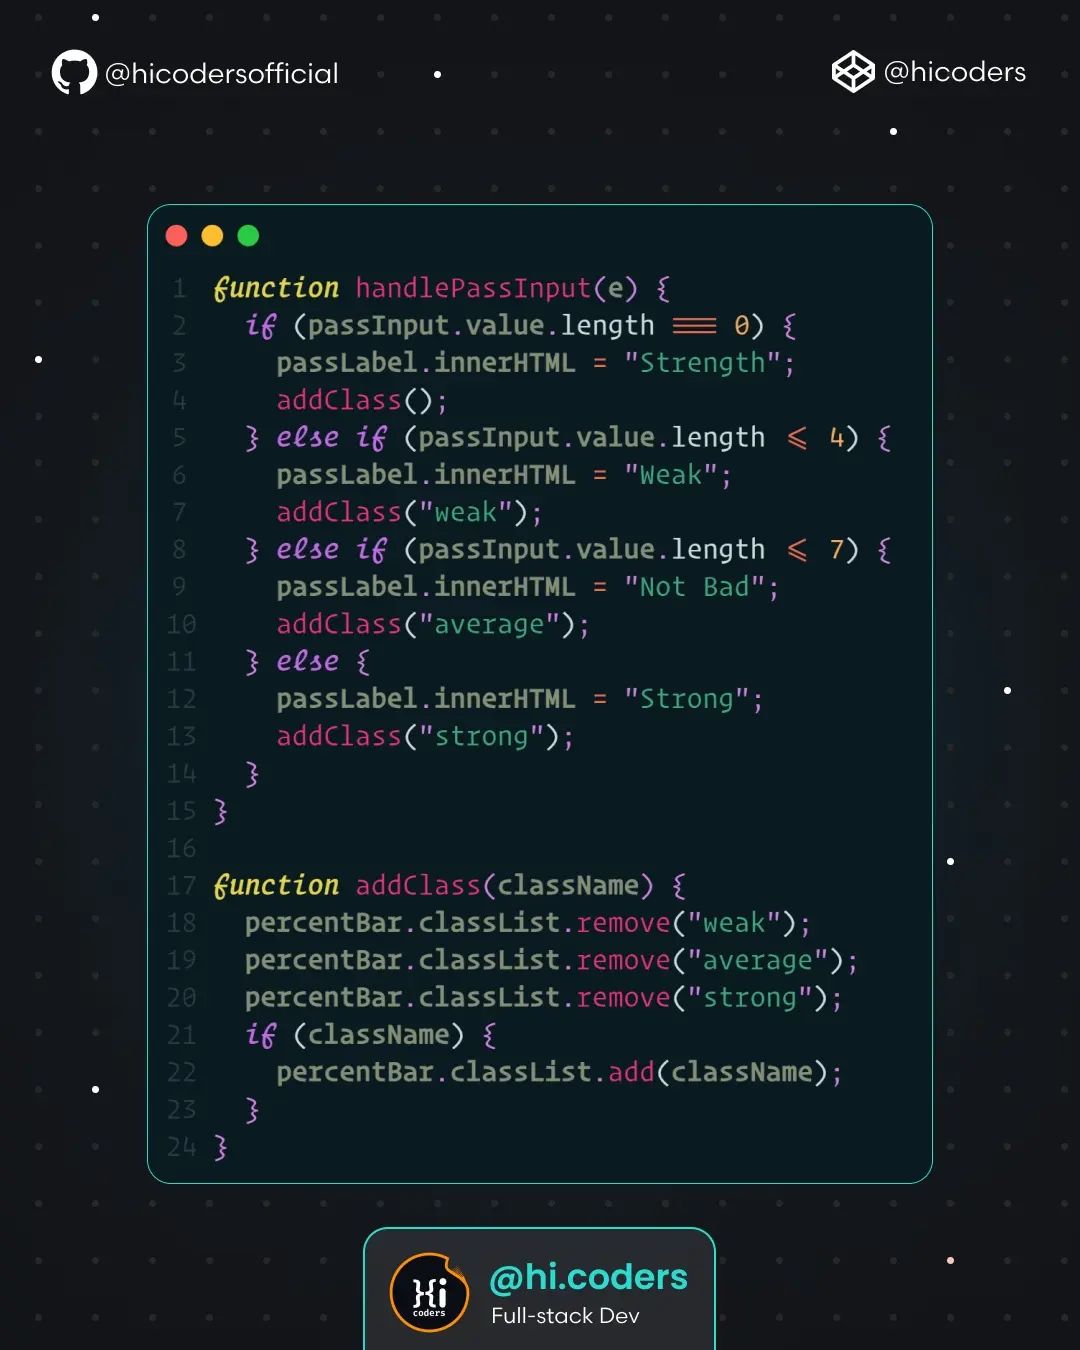 @hicodersofficial
@hicoders
1 function handlePassInput(e) {
2 if (passInput.value.length === 0) {
3 passLabel.innerHTML = "Strength";
4 addClass();
5 } else if (passInput.value.length <= 4) {
6 passLabel.innerHTML = "Weak";
7 addClass("weak");
8 } else if (passInput.value.length <= 7) {
9 passLabel.innerHTML = "Not Bad";
10 addClass("average");
11 } else {
12 passLabel.innerHTML = "Strong";
13 addClass("strong");
14 }
15 }
16
17 function addClass(className) {
18 percentBar.classList.remove("weak");
19 percentBar.classList.remove("average");
20 percentBar.classList.remove("strong");
21 if (className) {
22 percentBar.classList.add(className);
23 }
24 }
}{i
coders
@hi.coders
Full-stack Dev